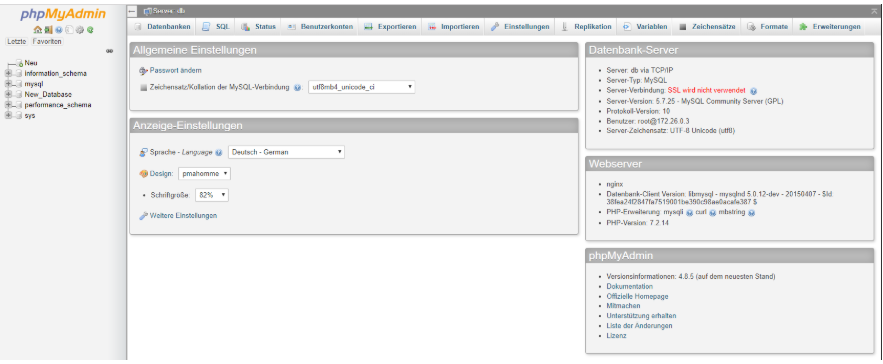 phpMyAdmin
Letzte Favoriten
Neu
information_schema
mysql
New_Database
performance_schema
sys
Server: db
Datenbanken SQL Status Benutzerkonten Exportieren Importieren Einstellungen Replikation Variablen Zeichensätze Formate Erweiterungen
Allgemeine Einstellungen
Passwort ändern
Zeichensatz/Kollation der MySQL-Verbindung utf8mb4_unicode_ci
Anzeige-Einstellungen
Sprache - Language Deutsch - German
Design: pmahomme
Schriftgröße: 82%
Weitere Einstellungen
Datenbank-Server
Server: db via TCP/IP
Server-Typ: MySQL
Server-Verbindung: SSL wird nicht verwendet
Server-Version: 5.7.25 - MySQL Community Server (GPL)
Protokoll-Version: 10
Benutzer: root@172.26.0.3
Server-Zeichensatz: UTF-8 Unicode (utf8)
Webserver
nginx
Datenbank-Client Version: libmysql - mysqlnd 5.0.12-dev - 20150407 - $Id:
38fea24f2847fa7519001be390c98ae0acafe387 $
PHP-Erweiterung: mysqli curl mbstring
PHP-Version: 7.2.14
phpMyAdmin
Versionsinformationen: 4.8.5 (auf dem neuesten Stand)
Dokumentation
Offizielle Homepage
Mitmachen
Unterstützung erhalten
Liste der Änderungen
Lizenz